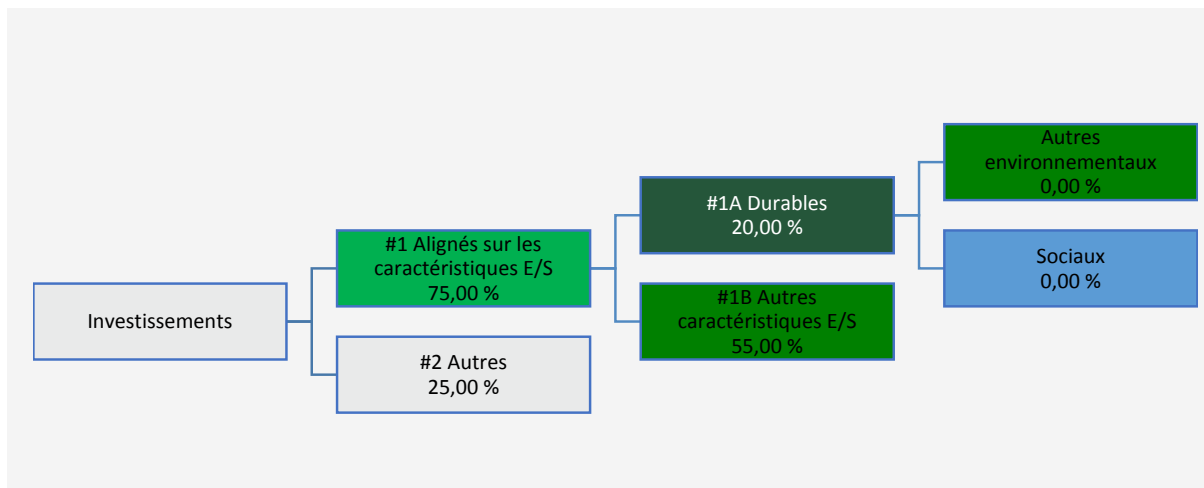 Investissements
#1 Alignés sur les
caractéristiques E/S
75,00 %
#2 Autres
25,00 %
#1A Durables
20,00 %
#1B Autres
caractéristiques E/S
55,00 %
Autres
environnementaux
0,00 %
Sociaux
0,00 %